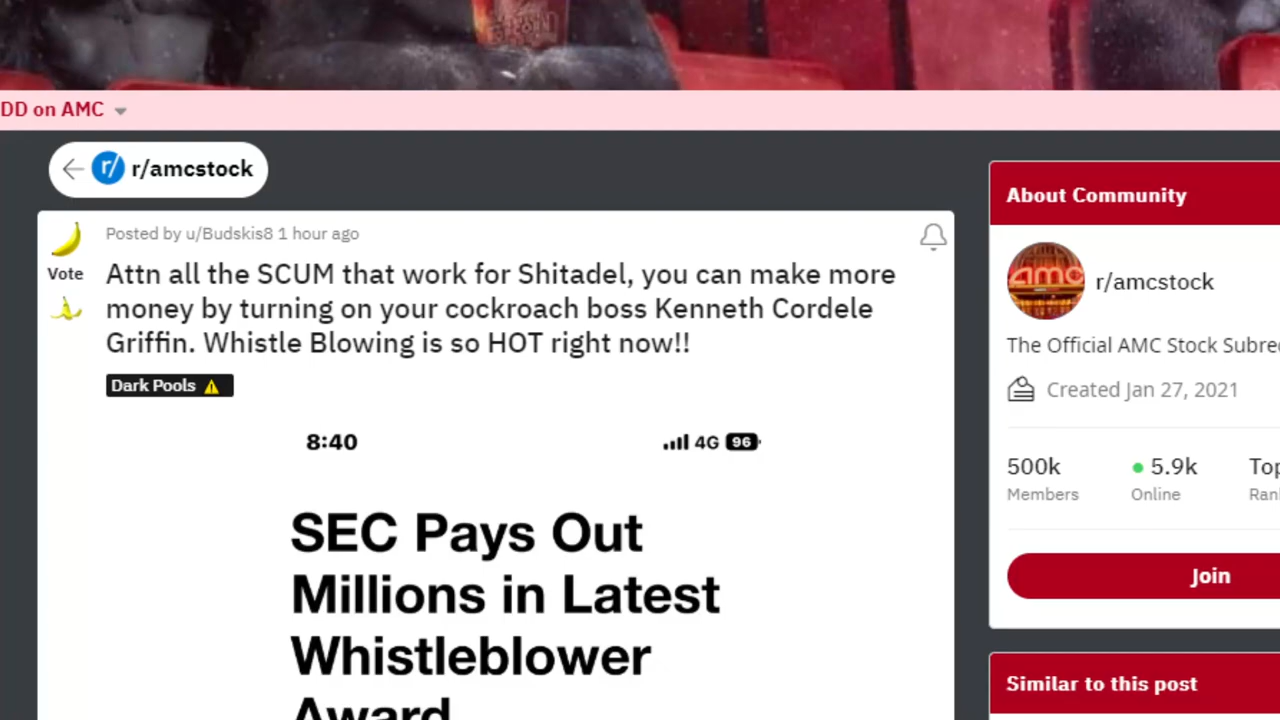 DD on AMC
r/ r/amcstock
Posted by u/Budskis8 1 hour ago
Vote
Attn all the SCUM that work for Shitadel, you can make more
money by turning on your cockroach boss Kenneth Cordele
Griffin. Whistle Blowing is so HOT right now!!
Dark Pools
8:40
4G 96
SEC Pays Out
Millions in Latest
Whistleblower
Award
About Community
amc
r/amcstock
The Official AMC Stock
Created Jan 27, 2021
500k
5.9k
Members
Online
Join
Similar to this post